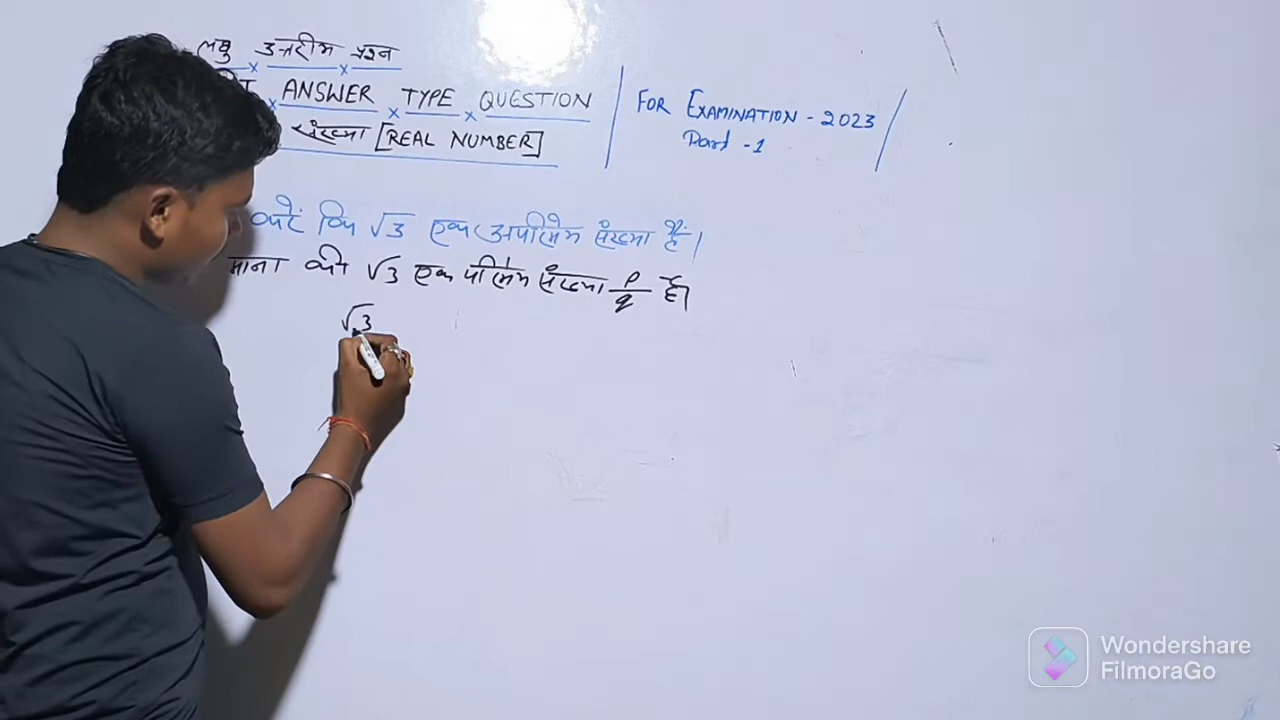 लघु उत्तरीय प्रश्न
ANSWER TYPE QUESTION
संख्या [REAL NUMBER]
FOR EXAMINATION - 2023
Part - 1
करें कि √3 एक अपरिमेय संख्या है।
माना की √3 एक परिमेय संख्या p/q है।
√3
Wondershare
FilmoraGo